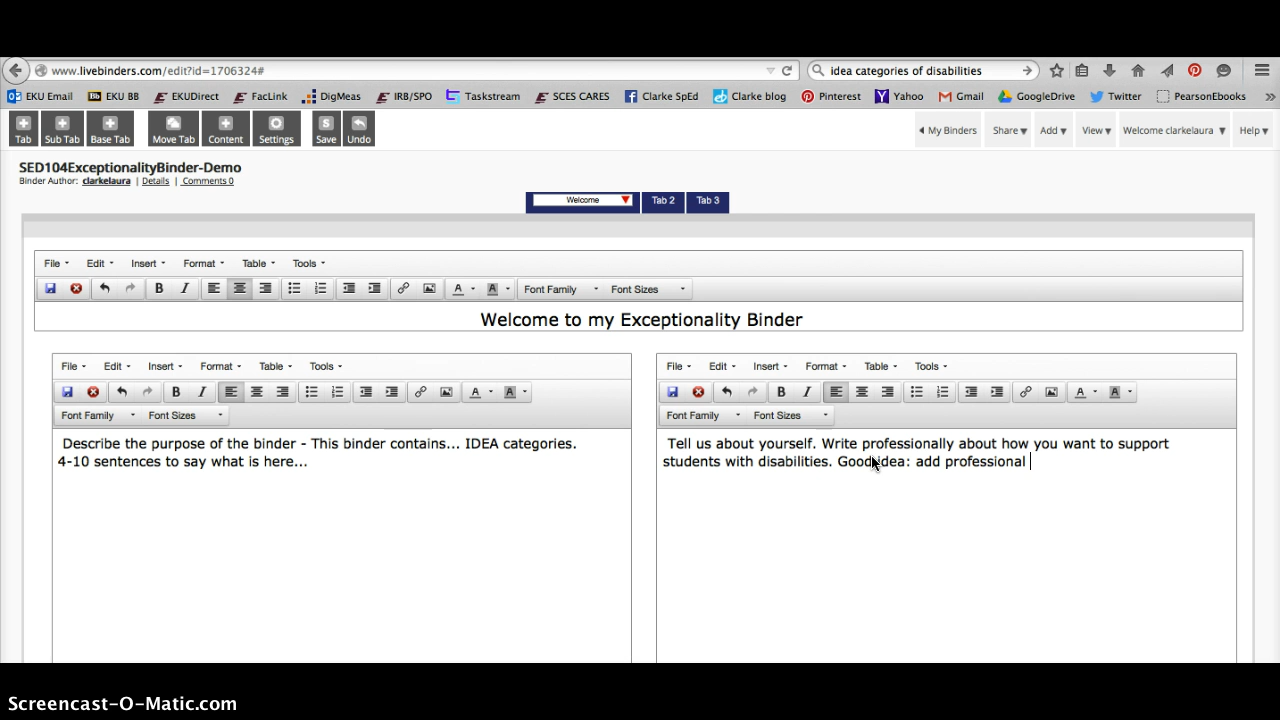 www.livebinders.com/edit?id=1706324#
idea categories of disabilities
EKU Email EKU BB EKUDirect FacLink DigMeas IRB/SPO Taskstream SCES CARES Clarke SpEd Clarke blog Pinterest Yahoo Gmail GoogleDrive Twitter PearsonEbooks »
Tab Sub Tab Base Tab Move Tab Content Settings Save Undo
My Binders Share Add View Welcome clarkelaura Help
SED104ExceptionalityBinder-Demo
Binder Author: clarkelaura | Details | Comments 0
Welcome Tab 2 Tab 3
File Edit Insert Format Table Tools
B I A A Font Family Font Sizes
Welcome to my Exceptionality Binder
File Edit Insert Format Table Tools
B I A A
Font Family Font Sizes
Describe the purpose of the binder - This binder contains... IDEA categories.
4-10 sentences to say what is here...
File Edit Insert Format Table Tools
B I A A
Font Family Font Sizes
Tell us about yourself. Write professionally about how you want to support
students with disabilities. Good idea: add professional
Screencast-O-Matic.com